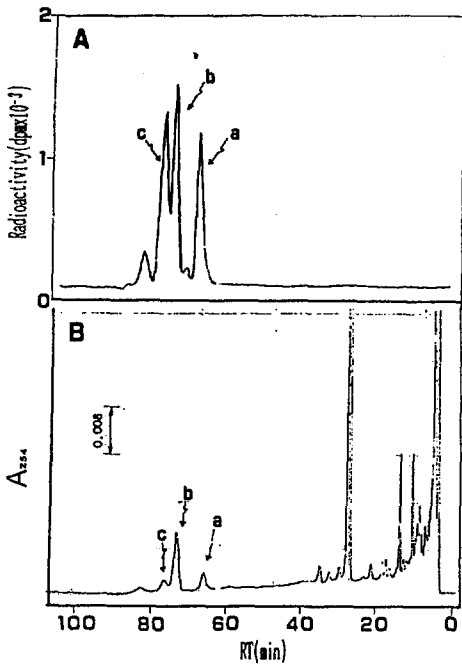 2
A
b
c
a
1
Radioactivity(dpmx10⁻³)
0
B
0.008
A₂₅₄
b
c
a
100 80 60 40 20 0
RT(min)